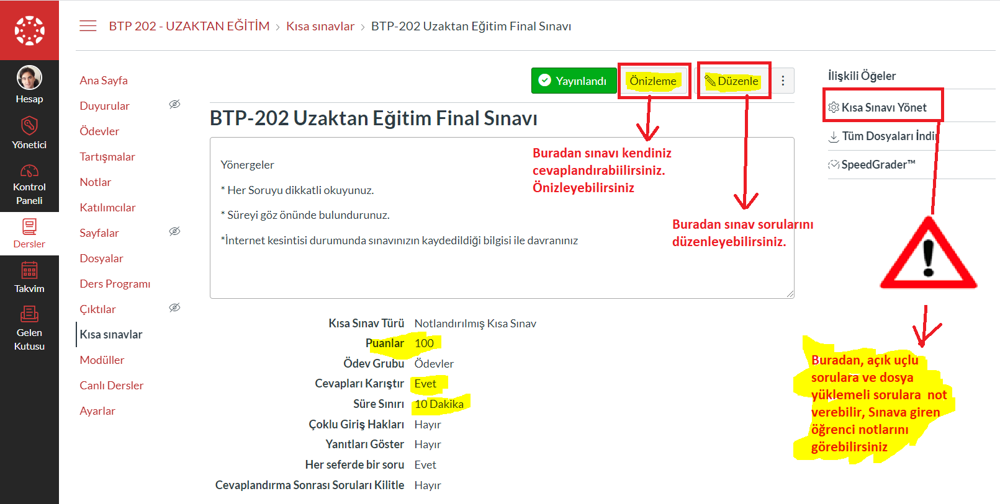 BTP 202 - UZAKTAN EĞİTİM › Kısa sınavlar › BTP-202 Uzaktan Eğitim Final Sınavı
Hesap
Yönetici
Kontrol
Paneli
Dersler
Takvim
Gelen
Kutusu
Ana Sayfa
Duyurular
Ödevler
Tartışmalar
Notlar
Katılımcılar
Sayfalar
Dosyalar
Ders Programı
Çıktılar
Kısa sınavlar
Modüller
Canlı Dersler
Ayarlar
Yayınlandı
Önizleme
Düzenle
BTP-202 Uzaktan Eğitim Final Sınavı
Yönergeler
* Her Soruyu dikkatli okuyunuz.
* Süreyi göz önünde bulundurunuz.
*İnternet kesintisi durumunda sınavınızın kaydedildiği bilgisi ile davranınız
Buradan sınavı kendiniz
cevaplandırabiilirsiniz.
Önizleyebilirsiniz
Buradan sınav sorularını
düzenleyebilirsiniz.
Kısa Sınav Türü Notlandırılmış Kısa Sınav
Puanlar 100
Ödev Grubu Ödevler
Cevapları Karıştır Evet
Süre Sınırı 10 Dakika
Çoklu Giriş Hakları Hayır
Yanıtları Göster Hayır
Her seferde bir soru Evet
Cevaplandırma Sonrası Soruları Kilitle Hayır
İlişkili Öğeler
Kısa Sınavı Yönet
Tüm Dosyaları İndir
SpeedGrader™
!
Buradan, açık uçlu
sorulara ve dosya
yüklemeli sorulara not
verebilir, Sınava giren
öğrenci notlarını
görebilirsiniz